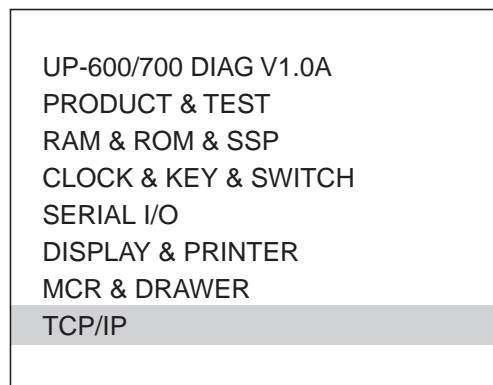 UP-600/700 DIAG V1.0A
PRODUCT & TEST
RAM & ROM & SSP
CLOCK & KEY & SWITCH
SERIAL I/O
DISPLAY & PRINTER
MCR & DRAWER
TCP/IP